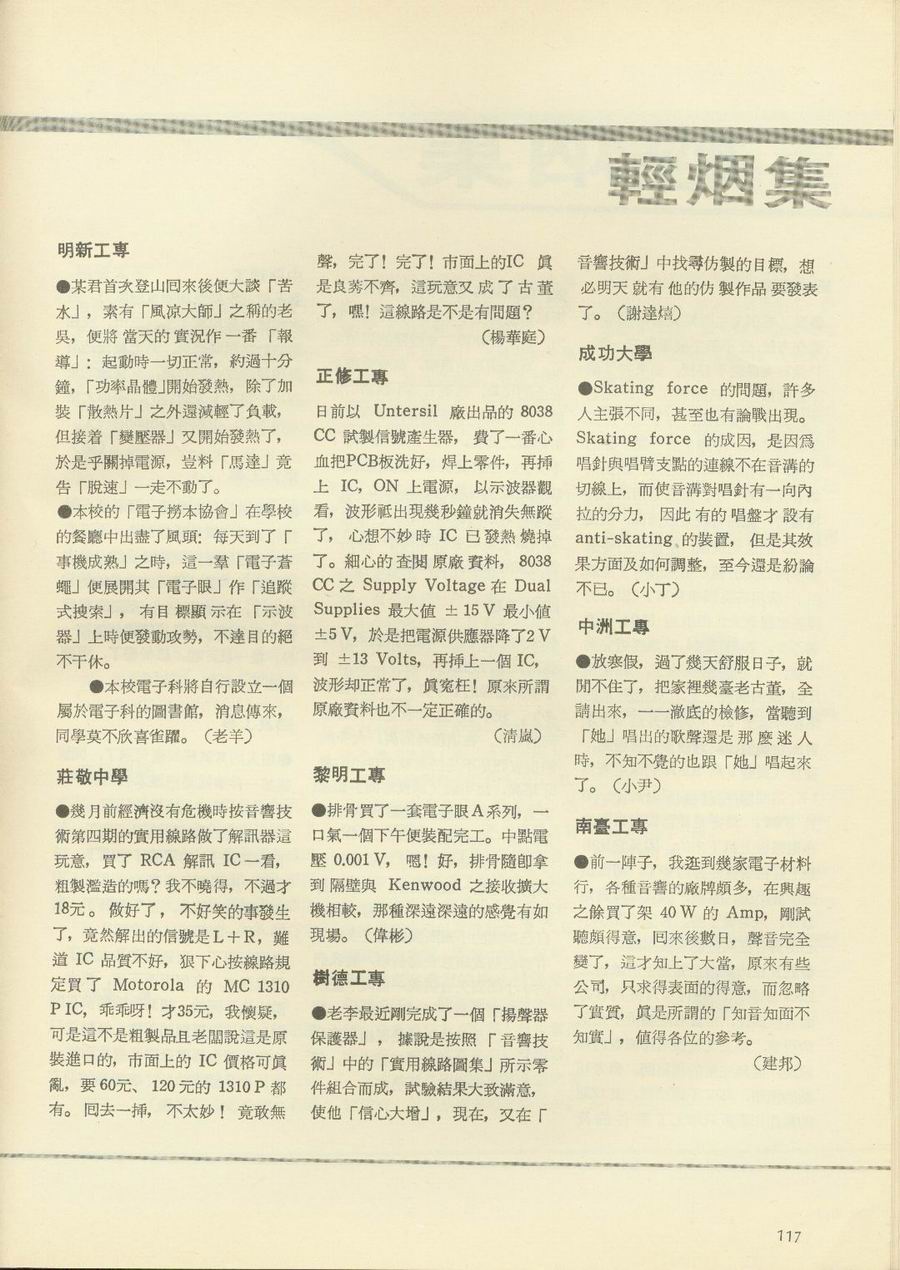 輕烟集
明新工專
●某君首次登山回來後便大談「苦
水」，素有「風凉大師」之稱的老
吳，便將當天的實況作一番「報
導」：起動時一切正常，約過十分
鐘，「功率晶體」開始發熱，除了加
裝「散熱片」之外還減輕了負載，
但接着「變壓器」又開始發熱了，
於是乎關掉電源，豈料「馬達」竟
告「脫速」一走不動了。
●本校的「電子撈本協會」在學校
的餐廳中出盡了風頭：每天到了「
事機成熟」之時，這一羣「電子蒼
蠅」便展開其「電子眼」作「追蹤
式搜索」，有目標顯示在「示波
器」上時便發動攻勢，不達目的絕
不干休。
●本校電子科將自行設立一個
屬於電子科的圖書館，消息傳來，
同學莫不欣喜雀躍。（老羊）
莊敬中學
●幾月前經濟沒有危機時按音響技
術第四期的實用線路做了解訊器這
玩意，買了 RCA 解訊 IC 一看，
粗製濫造的嗎？我不曉得，不過才
18元。做好了，不好笑的事發生
了，竟然解出的信號是L＋R，難
道 IC 品質不好，狠下心按線路規
定買了 Motorola 的 MC 1310
P IC，乖乖呀！才35元，我懷疑，
可是這不是粗製品且老闆說這是原
裝進口的，市面上的 IC 價格可眞
亂，要60元、120元的 1310 P 都
有。回去一挿，不太妙！竟敢無
聲，完了！完了！市面上的IC 眞
是良莠不齊，這玩意又成了古董
了，嘿！這線路是不是有問題？
（楊華庭）
正修工專
日前以 Untersil 廠出品的 8038
CC 試製信號產生器，費了一番心
血把PCB板洗好，焊上零件，再挿
上 IC，ON 上電源，以示波器觀
看，波形祗出現幾秒鐘就消失無蹤
了，心想不妙時 IC 已發熱燒掉
了。細心的查閱原廠資料，8038
CC 之 Supply Voltage 在 Dual
Supplies 最大値 ± 15 V 最小値
±5 V，於是把電源供應器降了2 V
到 ±13 Volts，再挿上一個 IC，
波形却正常了，眞寃枉！原來所謂
原廠資料也不一定正確的。
（淸嵐）
黎明工專
●排骨買了一套電子眼A系列，一
口氣一個下午便裝配完工。中點電
壓 0.001 V，嗯！好，排骨隨卽拿
到隔壁與 Kenwood 之接收擴大
機相較，那種深遠深遠的感覺有如
現場。（偉彬）
樹德工專
●老李最近剛完成了一個「揚聲器
保護器」，據說是按照「音響技
術」中的「實用線路圖集」所示零
件組合而成，試驗結果大致滿意，
使他「信心大增」，現在，又在「
音響技術」中找尋仿製的目標，想
必明天就有他的仿製作品要發表
了。（謝達熺）
成功大學
●Skating force 的問題，許多
人主張不同，甚至也有論戰出現。
Skating force 的成因，是因爲
唱針與唱臂支點的連線不在音溝的
切線上，而使音溝對唱針有一向內
拉的分力，因此有的唱盤才設有
anti-skating 的裝置，但是其效
果方面及如何調整，至今還是紛論
不已。（小丁）
中洲工專
●放寒假，過了幾天舒服日子，就
閒不住了，把家裡幾臺老古董，全
請出來，一一澈底的檢修，當聽到
「她」唱出的歌聲還是那麼迷人
時，不知不覺的也跟「她」唱起來
了。（小尹）
南臺工專
●前一陣子，我逛到幾家電子材料
行，各種音響的廠牌頗多，在興趣
之餘買了架 40 W 的 Amp，剛試
聽頗得意，回來後數日，聲音完全
變了，這才知上了大當，原來有些
公司，只求得表面的得意，而忽略
了實質，眞是所謂的「知音知面不
知實」，値得各位的參考。
（建邦）
117